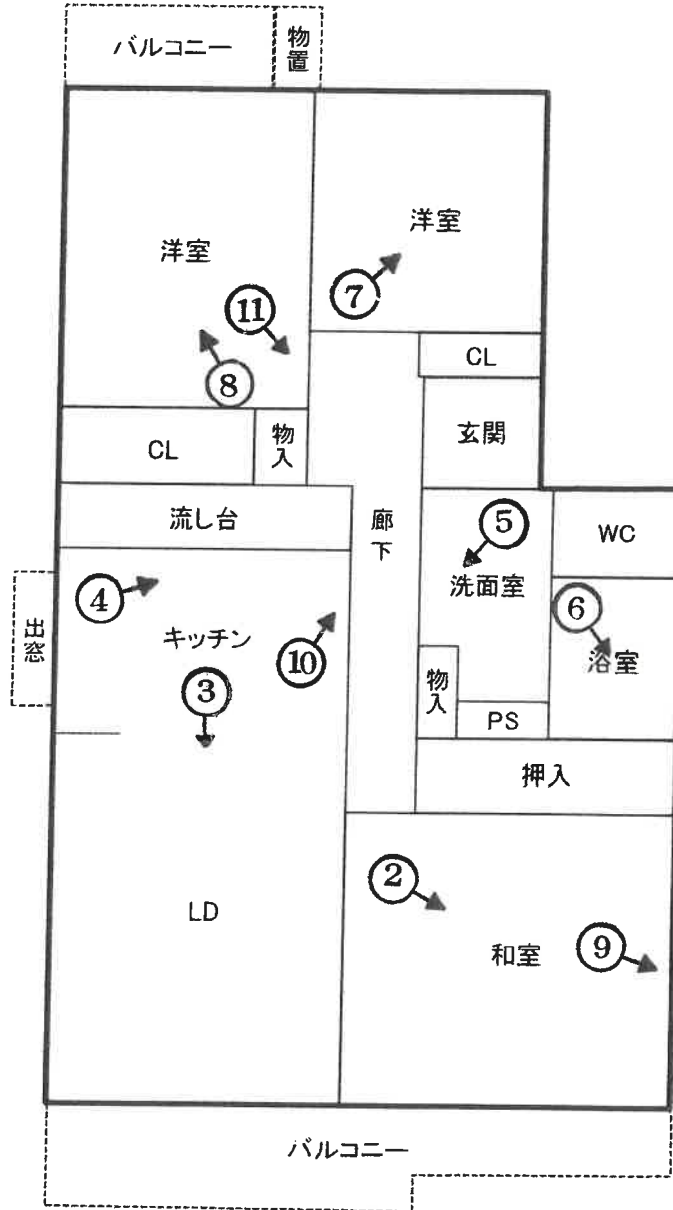 バルコニー
物置
洋室
洋室
⑦
⑪
⑧
CL
CL
物入
玄関
流し台
廊下
⑤
WC
洗面室
④
⑥
出窓
キッチン
⑩
浴室
③
物入
PS
押入
②
LD
和室
⑨
バルコニー